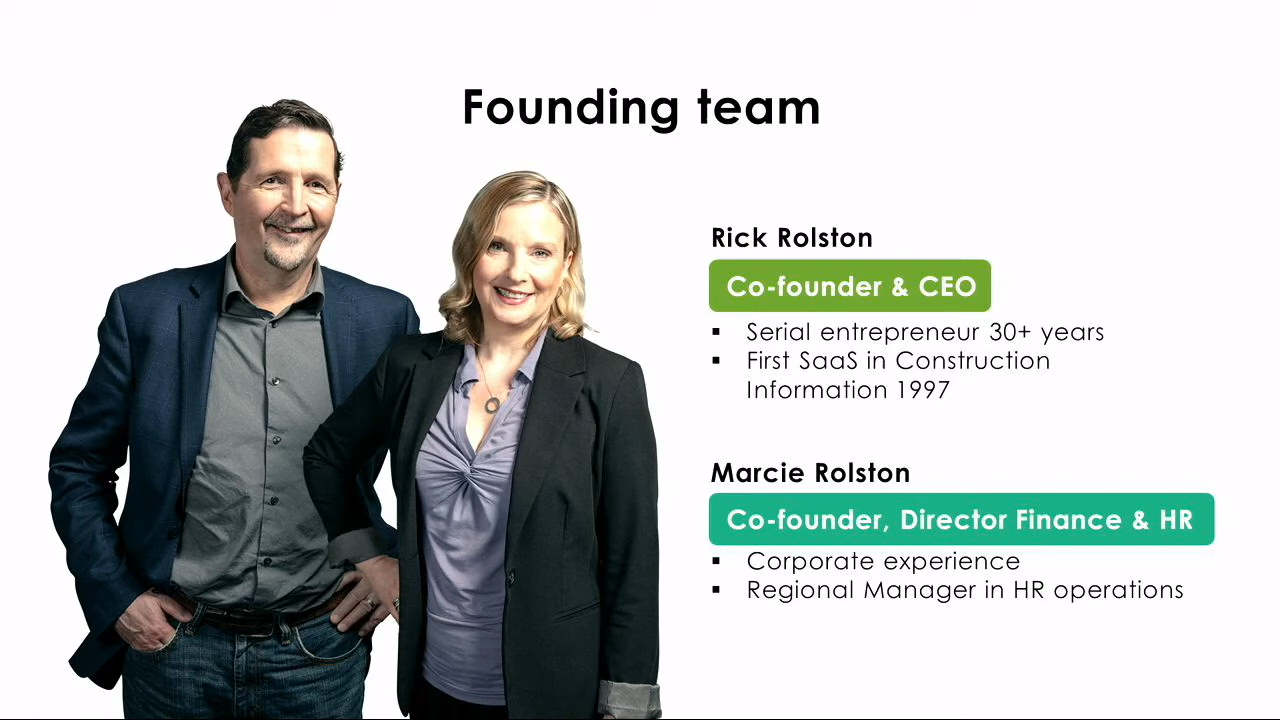 Founding team
Rick Rolston
Co-founder & CEO
▪ Serial entrepreneur 30+ years
▪ First SaaS in Construction
Information 1997
Marcie Rolston
Co-founder, Director Finance & HR
▪ Corporate experience
▪ Regional Manager in HR operations